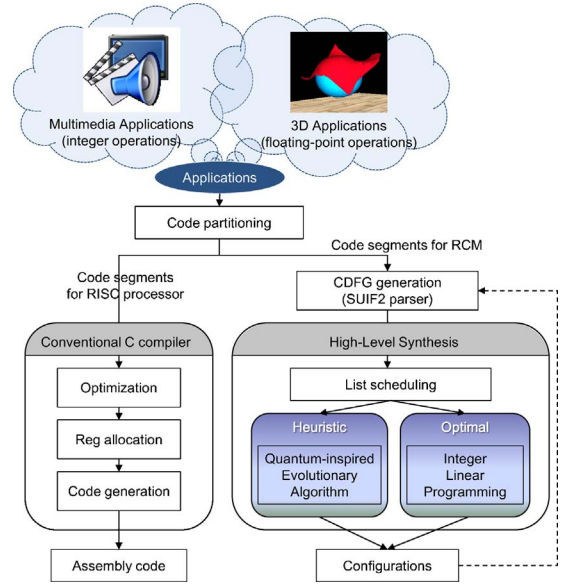 Multimedia Applications
(integer operations)
3D Applications
(floating-point operations)
Applications
Code partitioning
Code segments for RCM
Code segments
for RISC processor
CDFG generation
(SUIF2 parser)
Conventional C compiler
Optimization
Reg allocation
Code generation
Assembly code
High-Level Synthesis
List scheduling
Heuristic
Quantum-inspired
Evolutionary
Algorithm
Optimal
Integer
Linear
Programming
Configurations